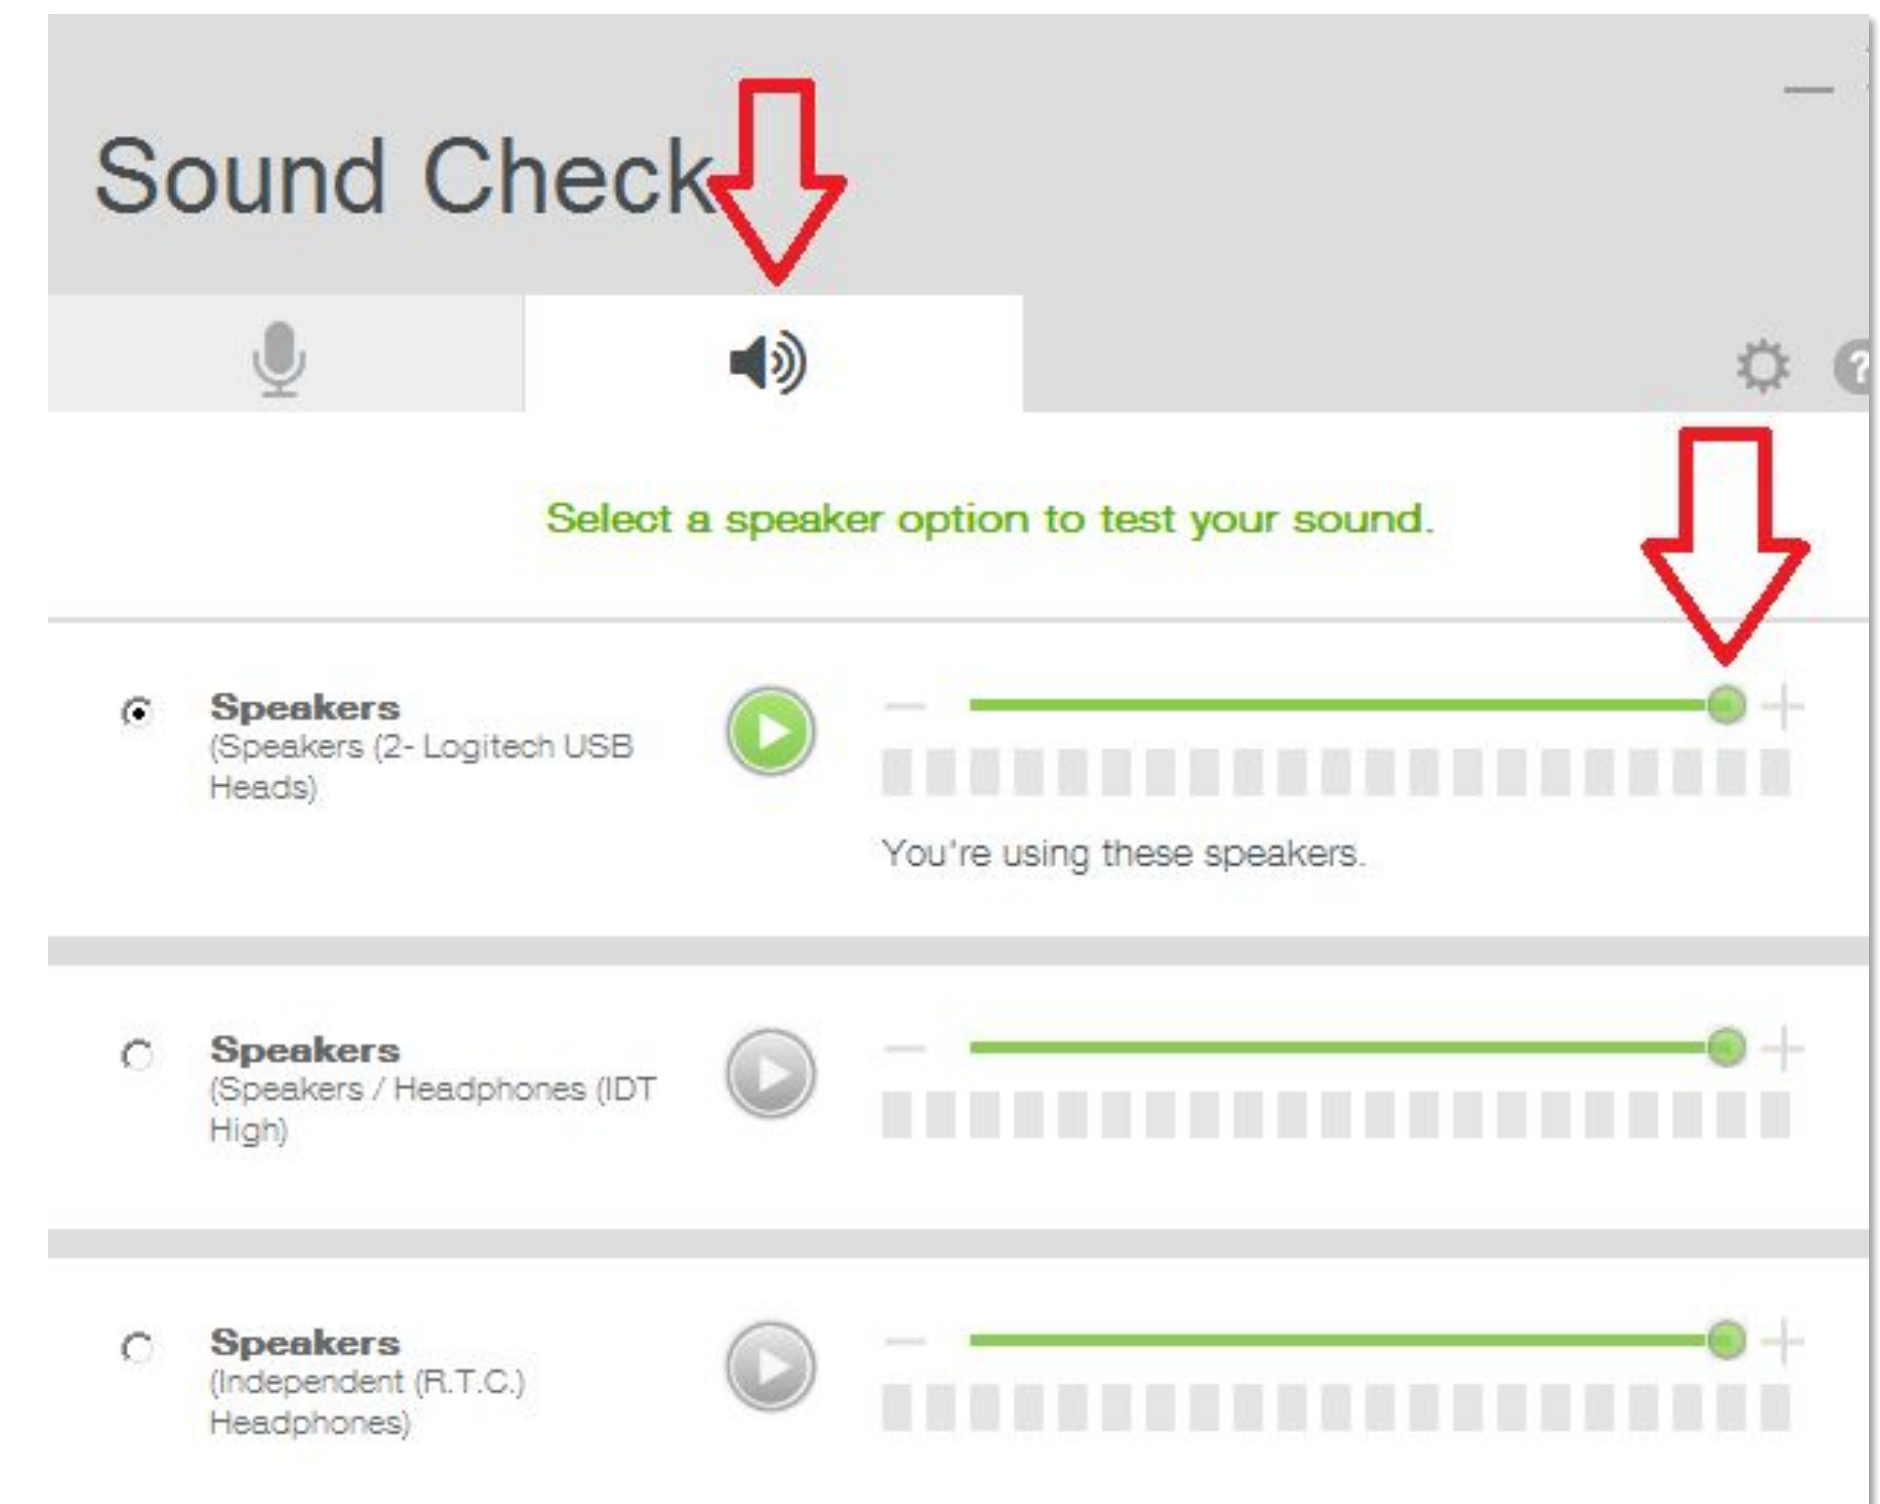 Sound Check
?
Select a speaker option to test your sound.
Speakers
(Speakers (2- Logitech USB
Heads)
You're using these speakers.
Speakers
(Speakers / Headphones (IDT
High)
Speakers
(Independent (R.T.C.)
Headphones)